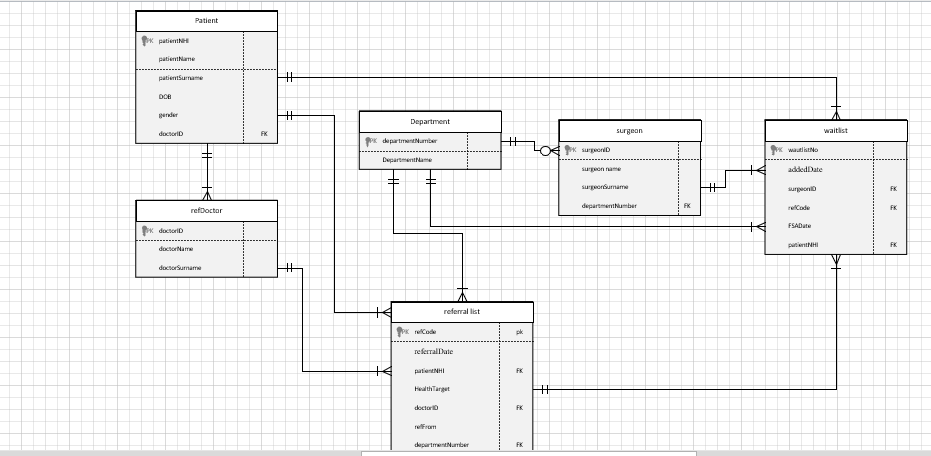 Patient
PK patientNHI
patientName
patientSurname
DOB
gender
doctorID FK
Department
PK departmentNumber
DepartmentName
surgeon
PK surgeonID
surgeon name
surgeonSurname
departmentNumber FK
waitlist
PK wautlistNo
addedDate
surgeonID FK
refCode FK
FSADate
patientNHI FK
refDoctor
PK doctorID
doctorName
doctorSurname
referral list
PK refCode pk
referralDate
patientNHI FK
HealthTarget
doctorID FK
refFrom
departmentNumber FK